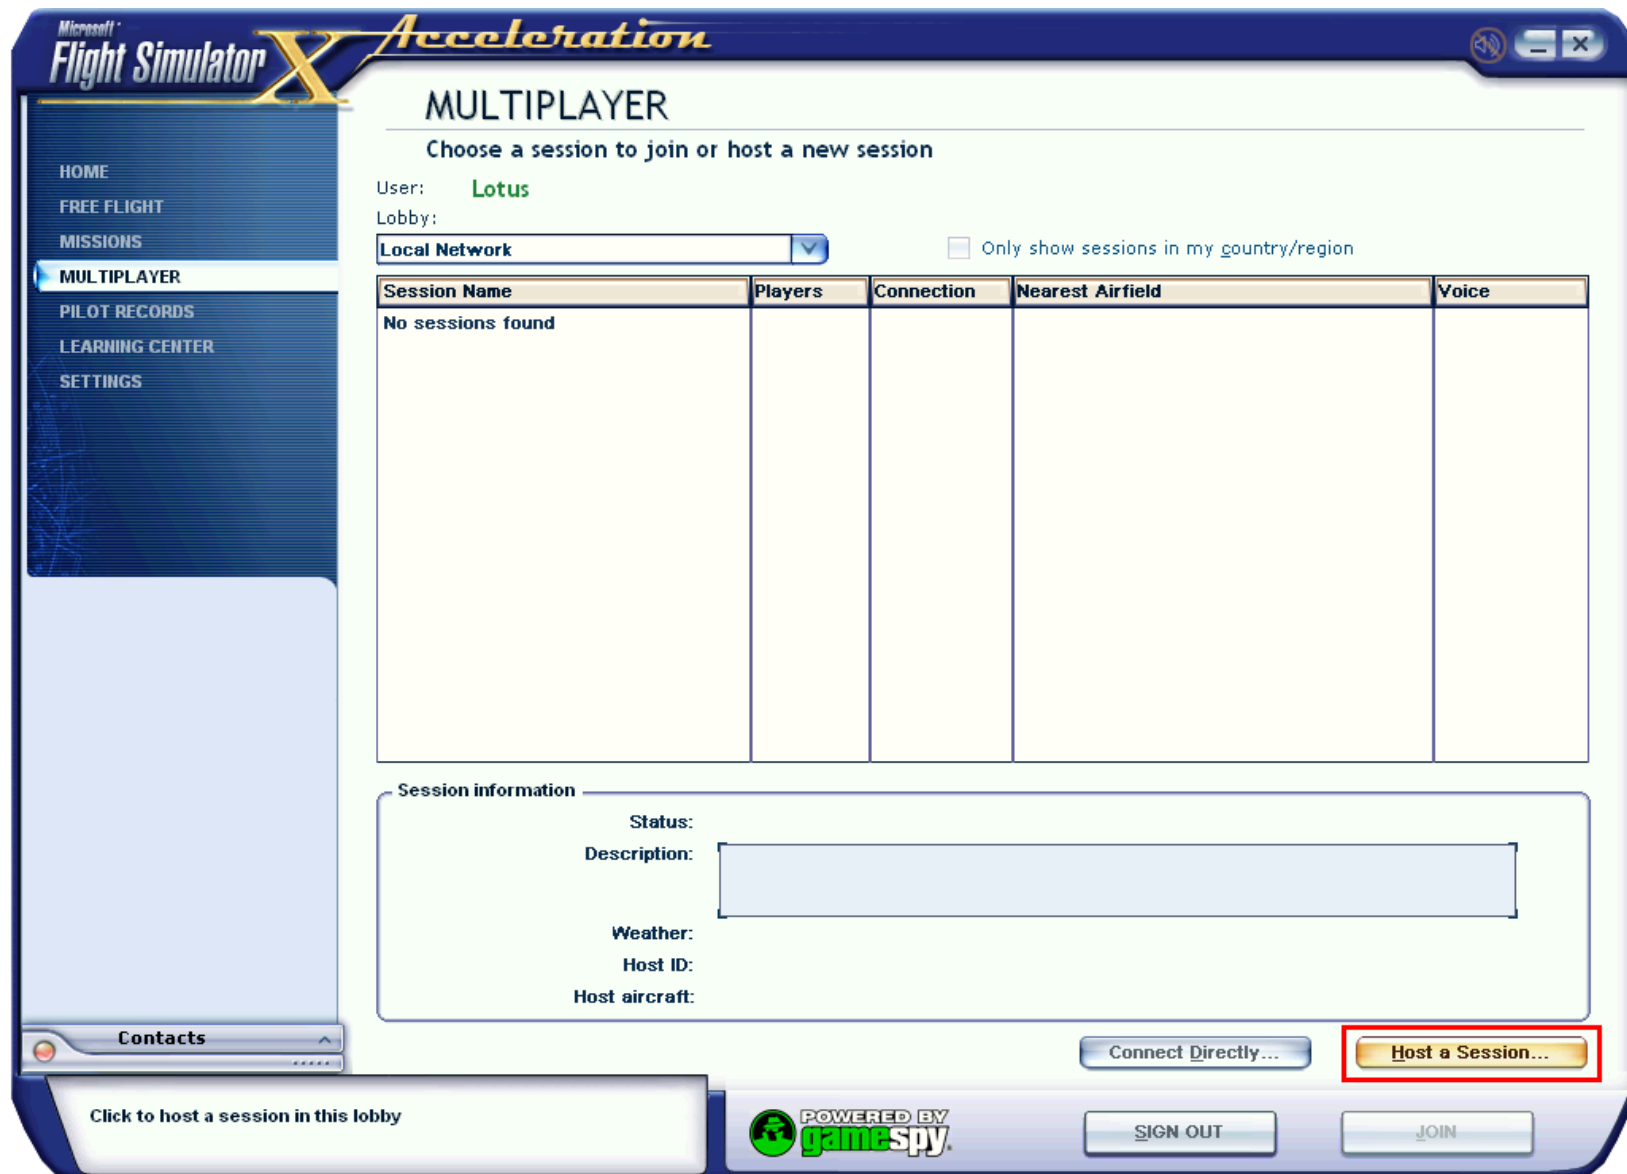 Microsoft
Flight Simulator X
Acceleration
MULTIPLAYER
Choose a session to join or host a new session
HOME
FREE FLIGHT
MISSIONS
MULTIPLAYER
PILOT RECORDS
LEARNING CENTER
SETTINGS
User: Lotus
Lobby:
Local Network
Only show sessions in my country/region
Session Name Players Connection Nearest Airfield Voice
No sessions found
Session information
Status:
Description:
Weather:
Host ID:
Host aircraft:
Contacts
Connect Directly...
Host a Session...
Click to host a session in this lobby
POWERED BY
gamespy.
SIGN OUT
JOIN